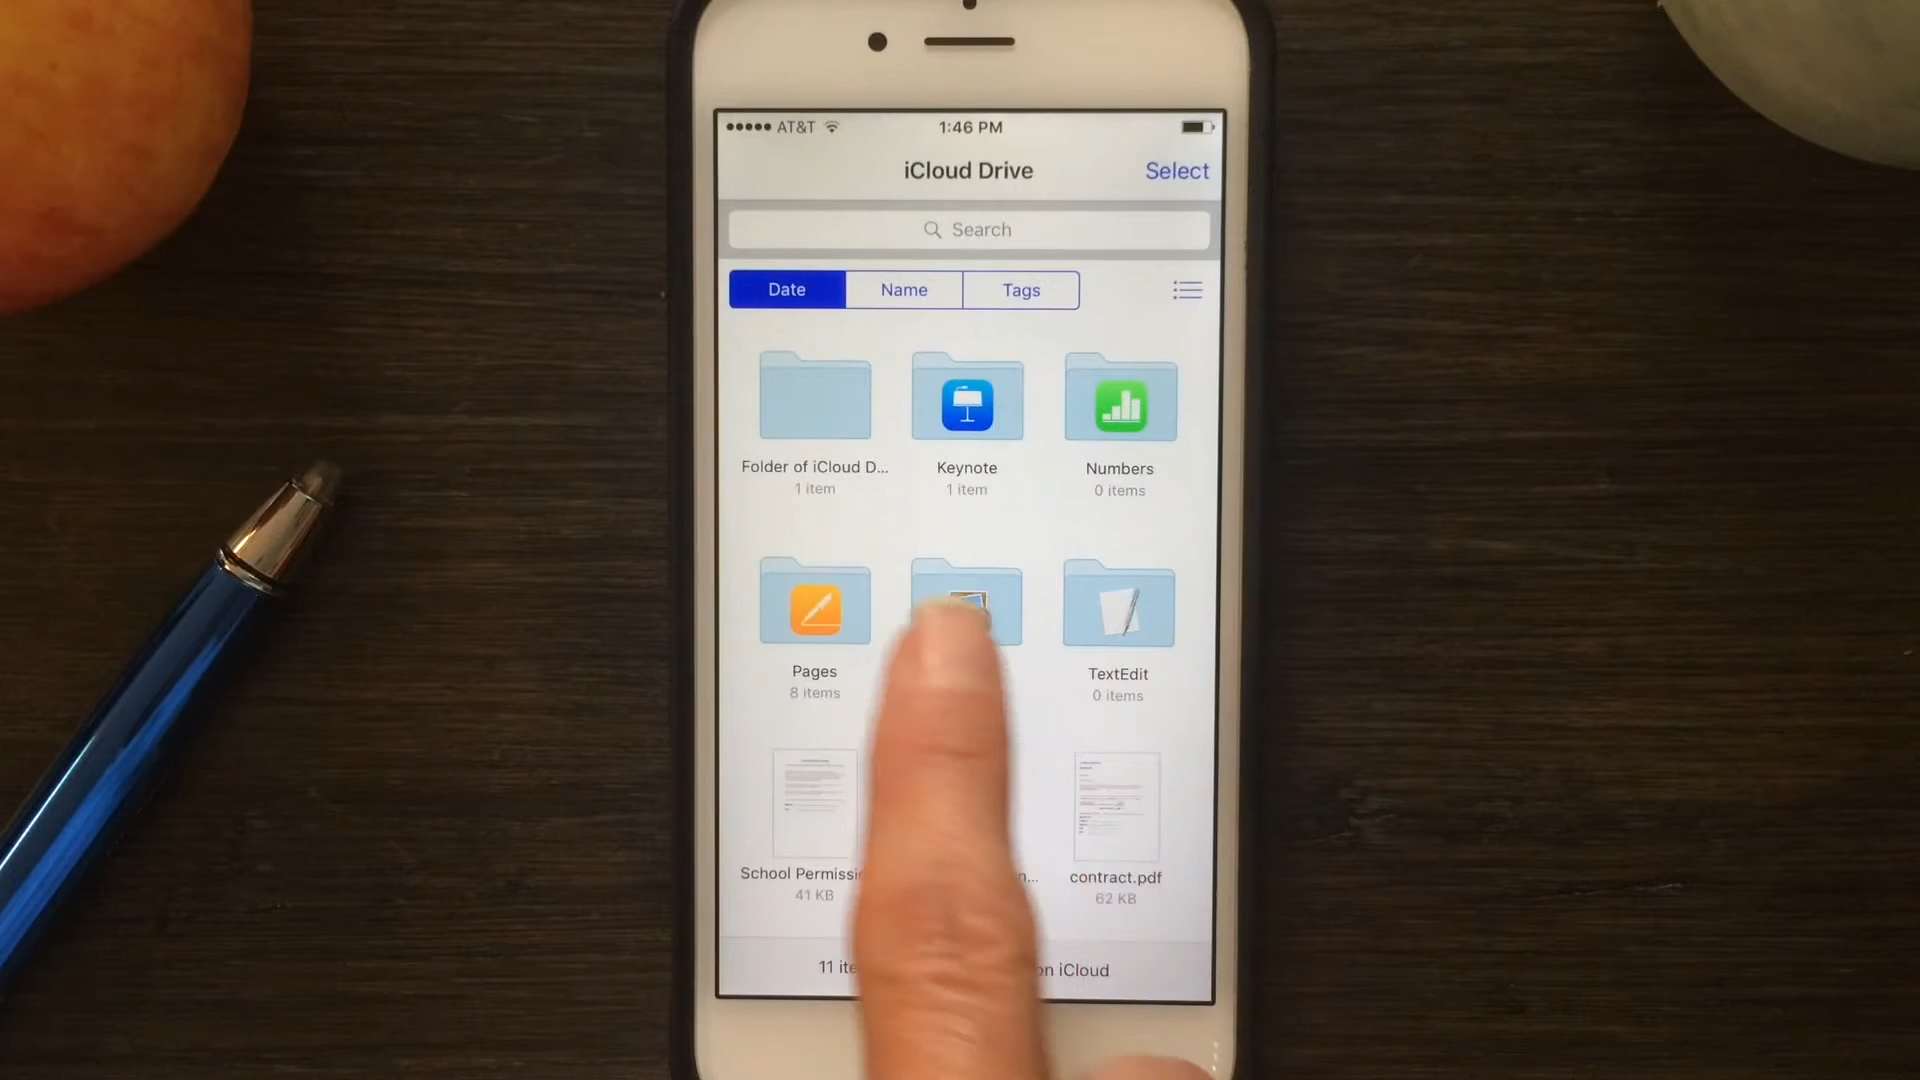 AT&T 1:46 PM
iCloud Drive Select
Search
Date Name Tags
Folder of iCloud D... Keynote Numbers
1 item 1 item 0 items
Pages TextEdit
8 items 0 items
School contract.pdf
41 KB 62 KB
11 on iCloud